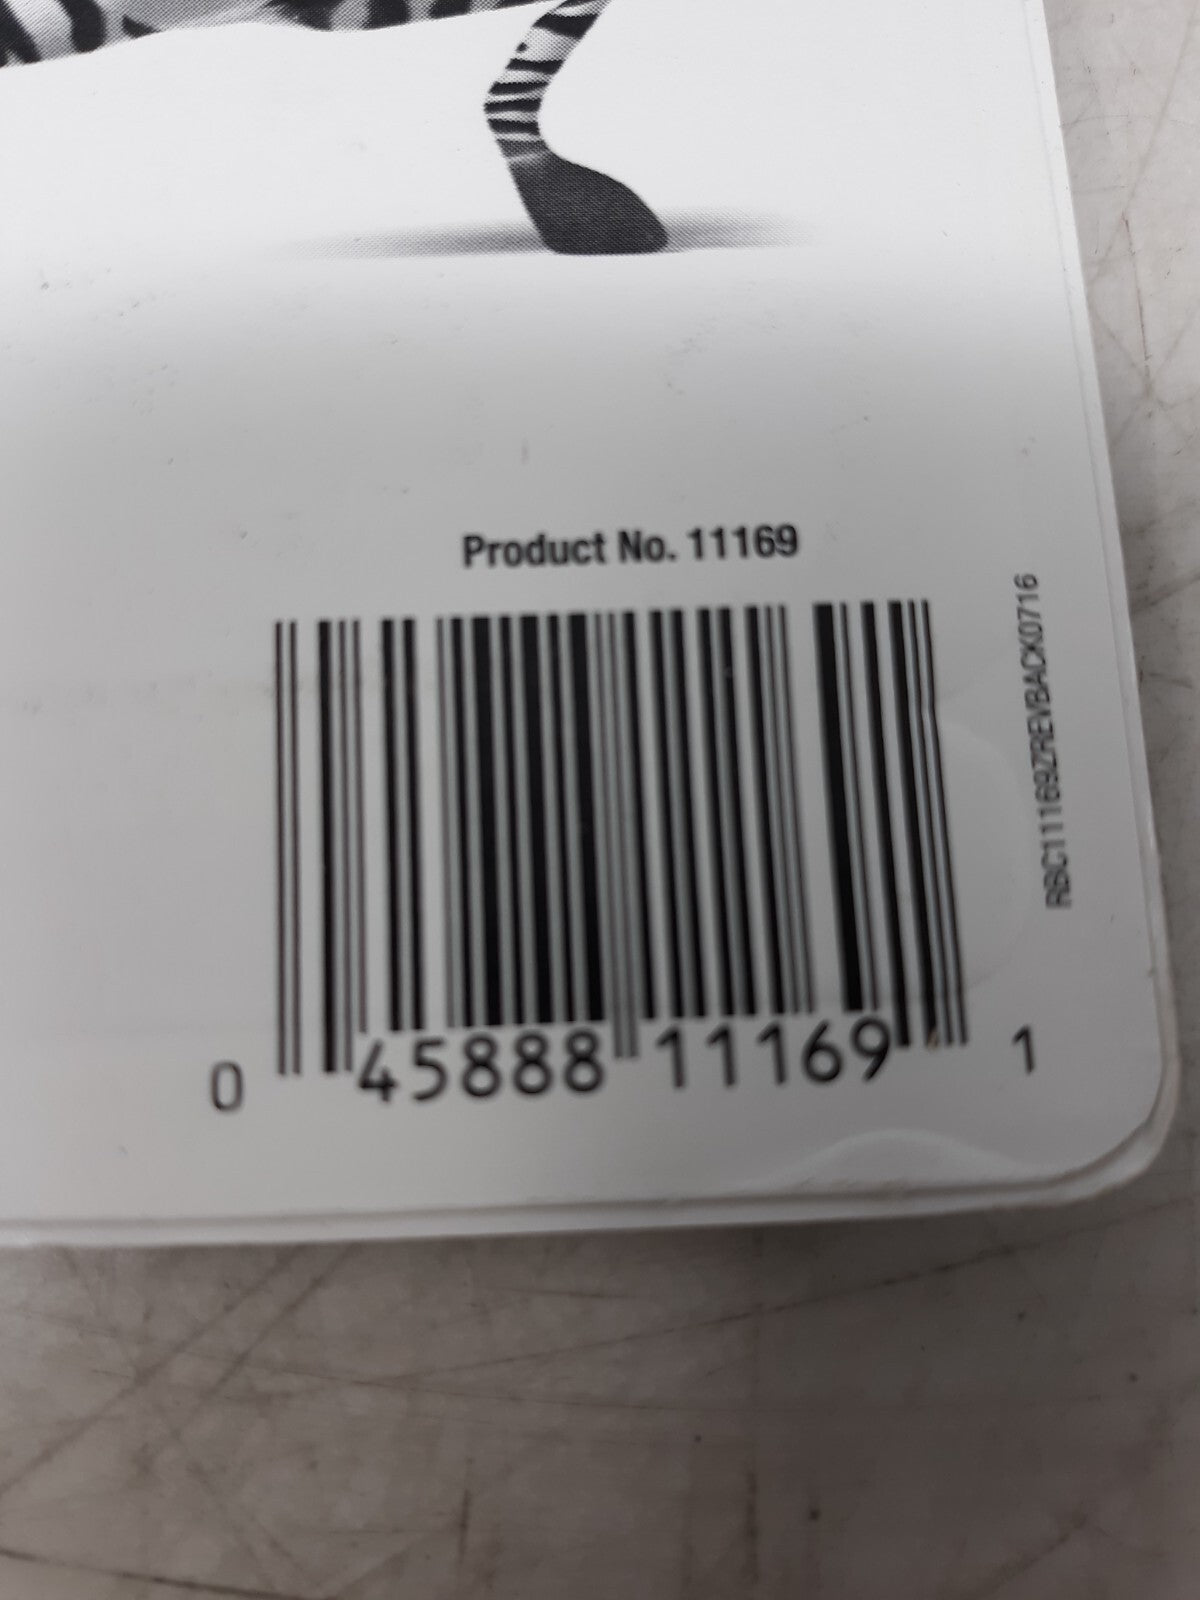 Product No. 11169
RBC11169ZREVBACK0716
0 45888 11169 1